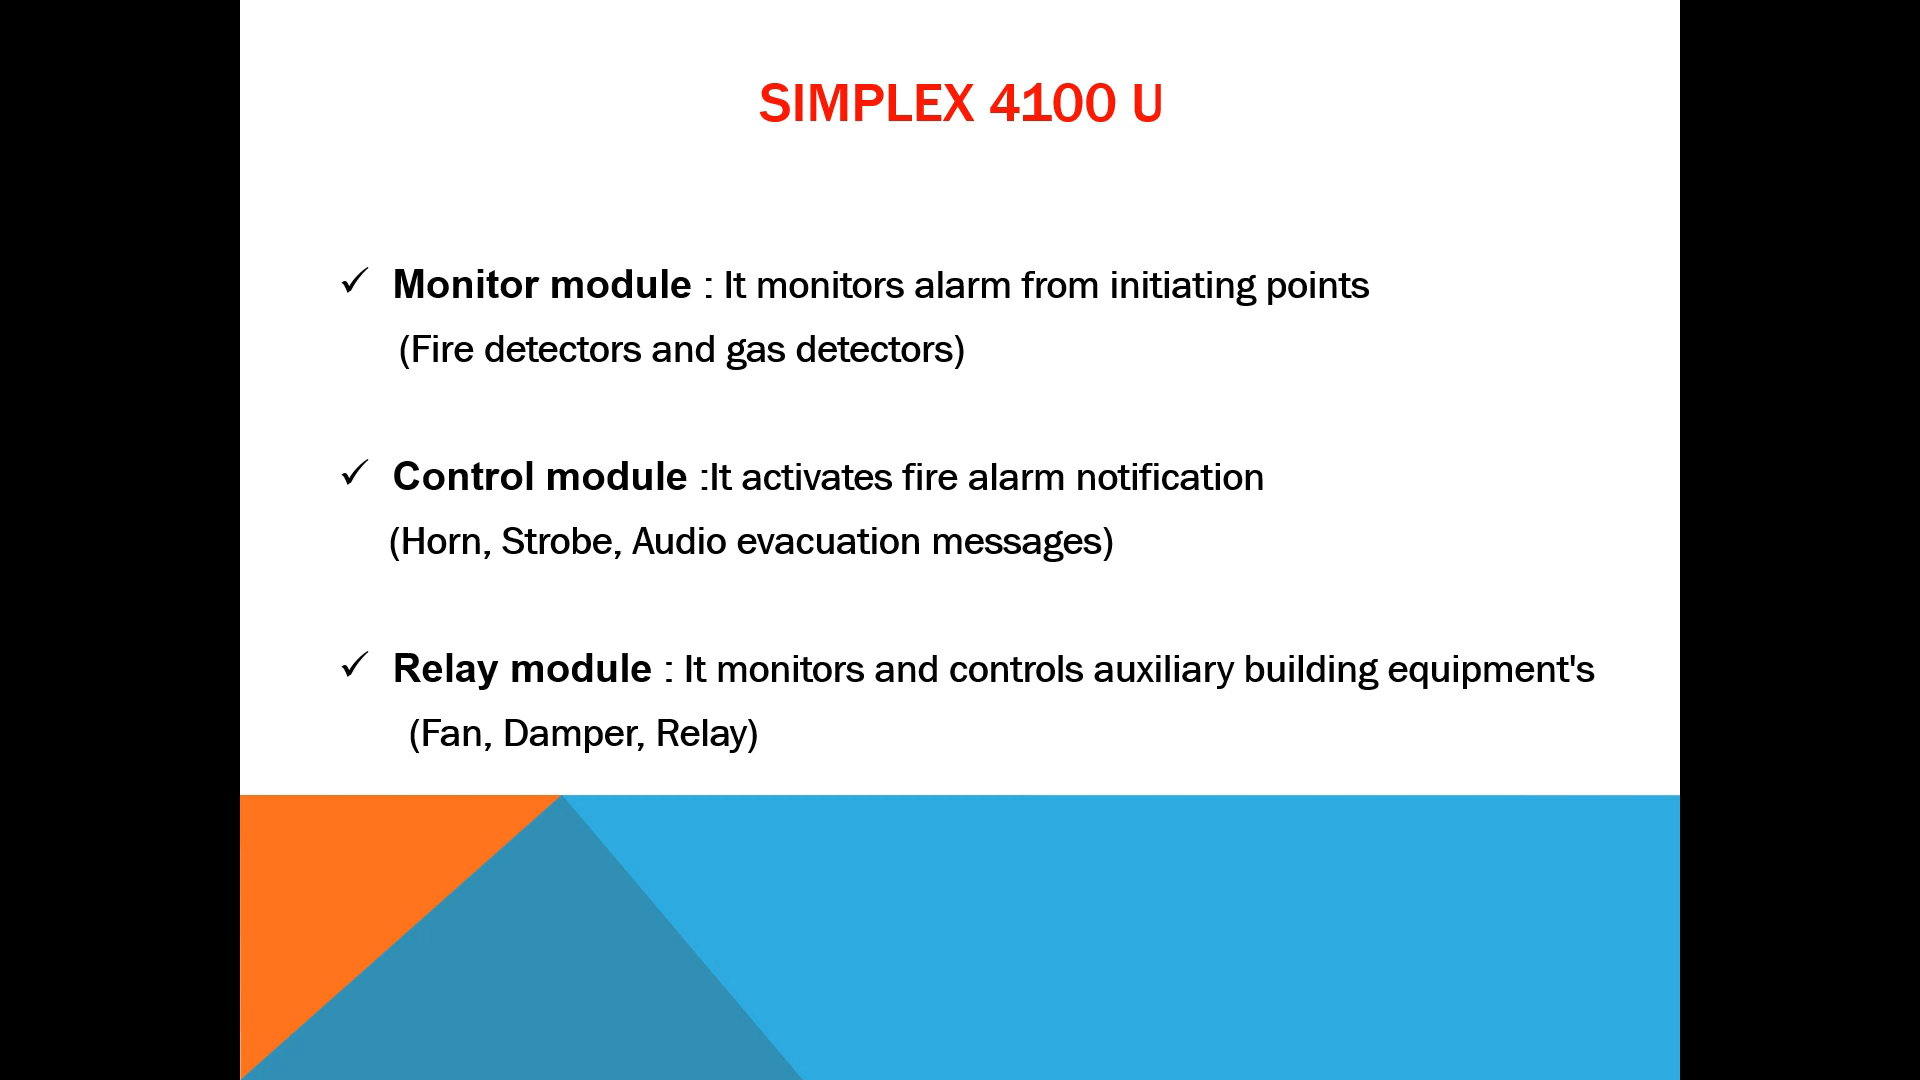 SIMPLEX 4100 U
✓ Monitor module : It monitors alarm from initiating points
(Fire detectors and gas detectors)
✓ Control module :It activates fire alarm notification
(Horn, Strobe, Audio evacuation messages)
✓ Relay module : It monitors and controls auxiliary building equipment's
(Fan, Damper, Relay)